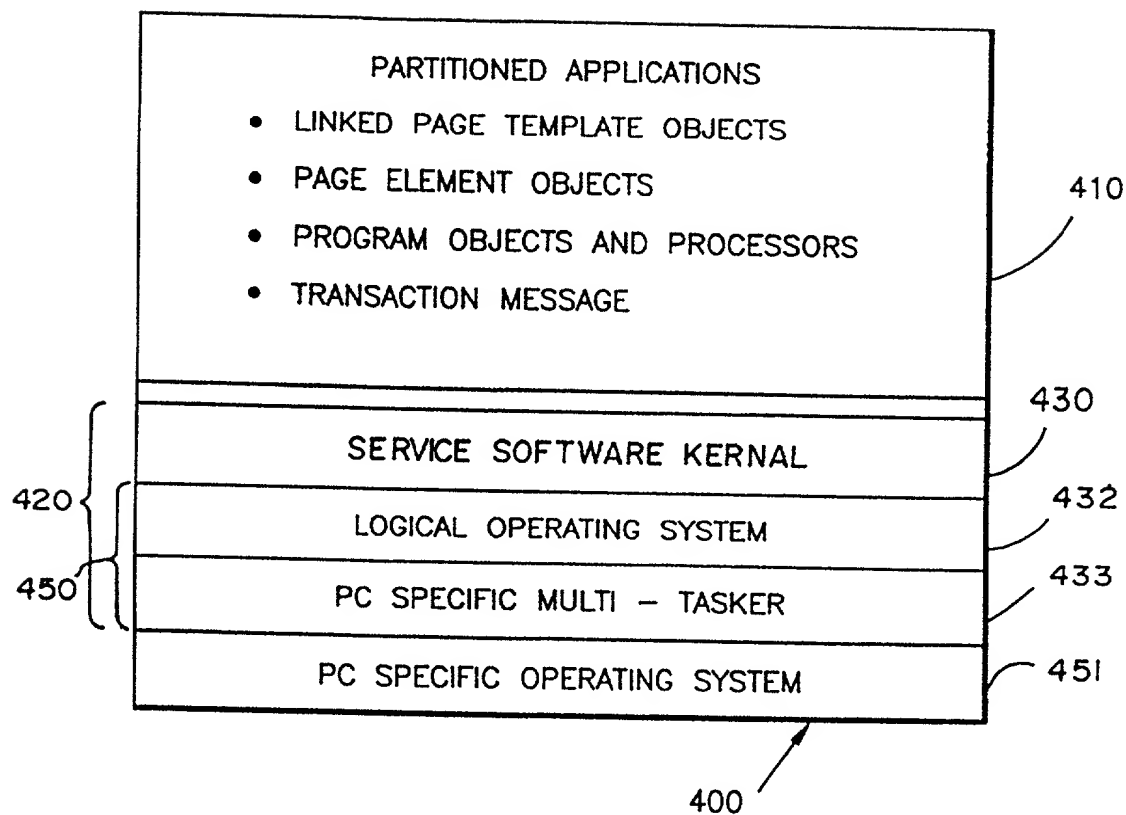 PARTITIONED APPLICATIONS
• LINKED PAGE TEMPLATE OBJECTS
• PAGE ELEMENT OBJECTS
• PROGRAM OBJECTS AND PROCESSORS
• TRANSACTION MESSAGE
410
430
SERVICE SOFTWARE KERNAL
420
432
LOGICAL OPERATING SYSTEM
450
433
PC SPECIFIC MULTI – TASKER
PC SPECIFIC OPERATING SYSTEM
451
400